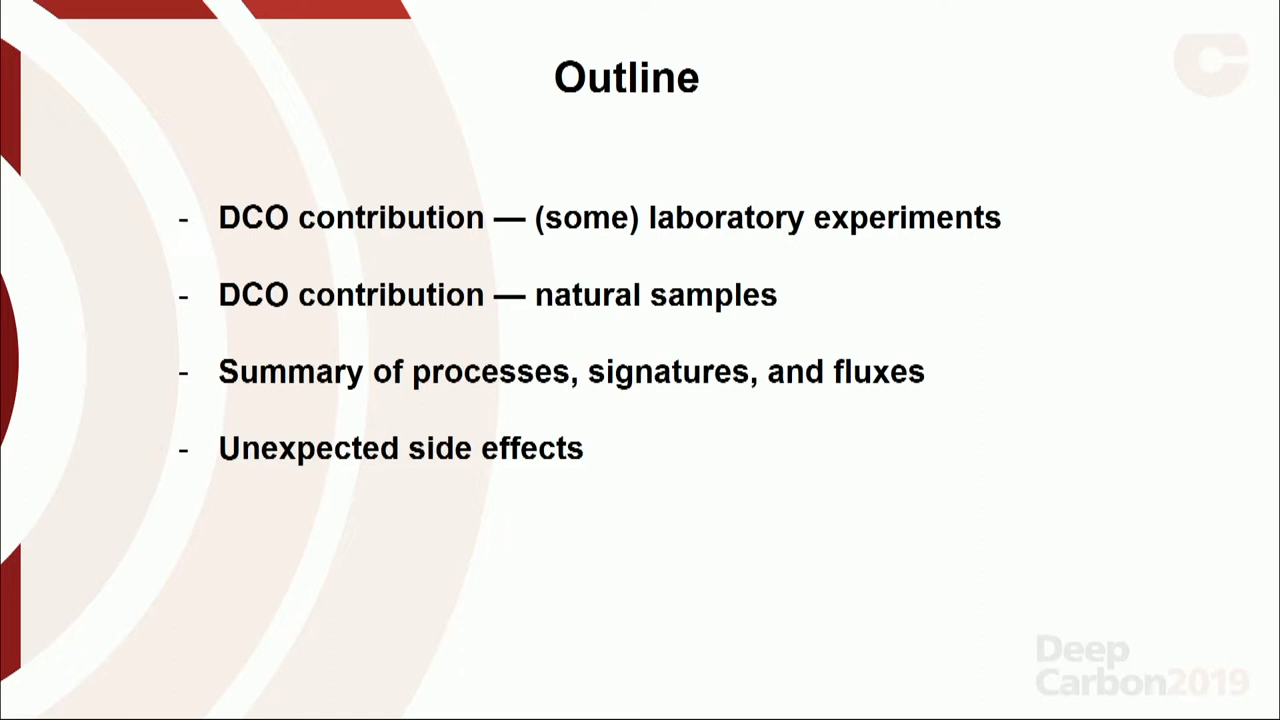 Outline
- DCO contribution — (some) laboratory experiments
- DCO contribution — natural samples
- Summary of processes, signatures, and fluxes
- Unexpected side effects
Deep
Carbon2019